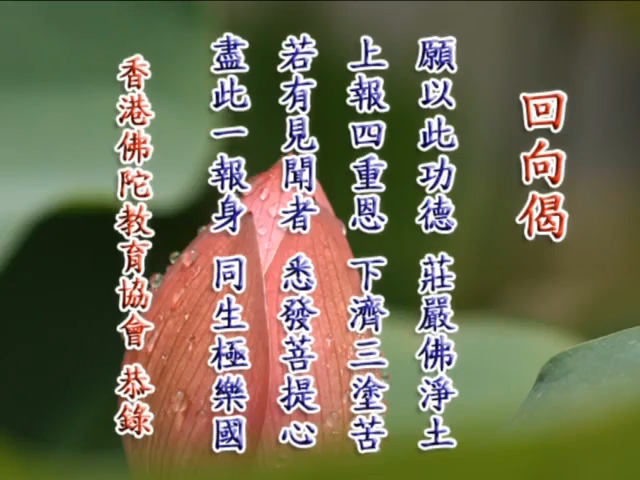 回向偈
願以此功德 莊嚴佛淨土
上報四重恩 下濟三塗苦
若有見聞者 悉發菩提心
盡此一報身 同生極樂國
香港佛陀教育協會 恭錄